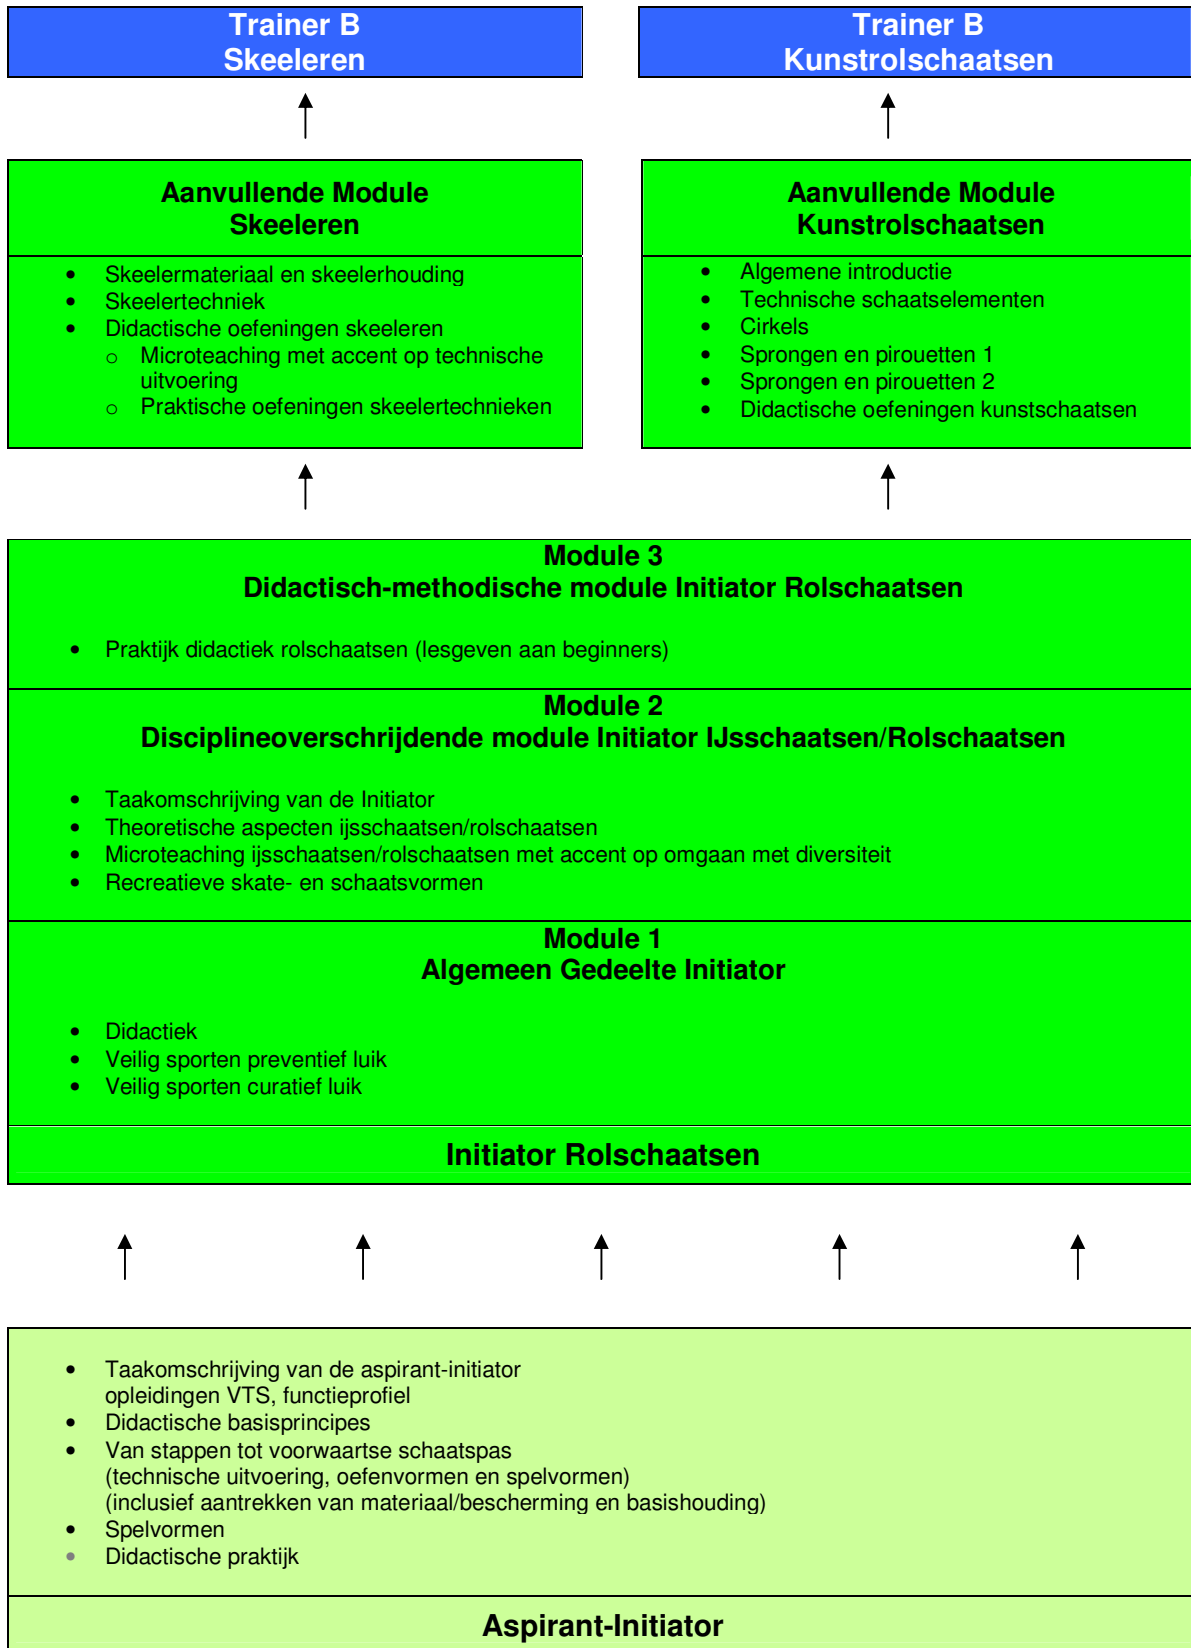 Trainer B
Skeeleren
Trainer B
Kunstrolschaatsen
Aanvullende Module
Skeeleren
• Skeelermateriaal en skeelerhouding
• Skeelertechniek
• Didactische oefeningen skeeleren
o Microteaching met accent op technische
uitvoering
o Praktische oefeningen skeelertechnieken
Aanvullende Module
Kunstrolschaatsen
• Algemene introductie
• Technische schaatselementen
• Cirkels
• Sprongen en pirouetten 1
• Sprongen en pirouetten 2
• Didactische oefeningen kunstschaatsen
Module 3
Didactisch-methodische module Initiator Rolschaatsen
• Praktijk didactiek rolschaatsen (lesgeven aan beginners)
Module 2
Disciplineoverschrijdende module Initiator IJsschaatsen/Rolschaatsen
• Taakomschrijving van de Initiator
• Theoretische aspecten ijsschaatsen/rolschaatsen
• Microteaching ijsschaatsen/rolschaatsen met accent op omgaan met diversiteit
• Recreatieve skate- en schaatsvormen
Module 1
Algemeen Gedeelte Initiator
• Didactiek
• Veilig sporten preventief luik
• Veilig sporten curatief luik
Initiator Rolschaatsen
• Taakomschrijving van de aspirant-initiator
opleidingen VTS, functieprofiel
• Didactische basisprincipes
• Van stappen tot voorwaartse schaatspas
(technische uitvoering, oefenvormen en spelvormen)
(inclusief aantrekken van materiaal/bescherming en basishouding)
• Spelvormen
• Didactische praktijk
Aspirant-Initiator